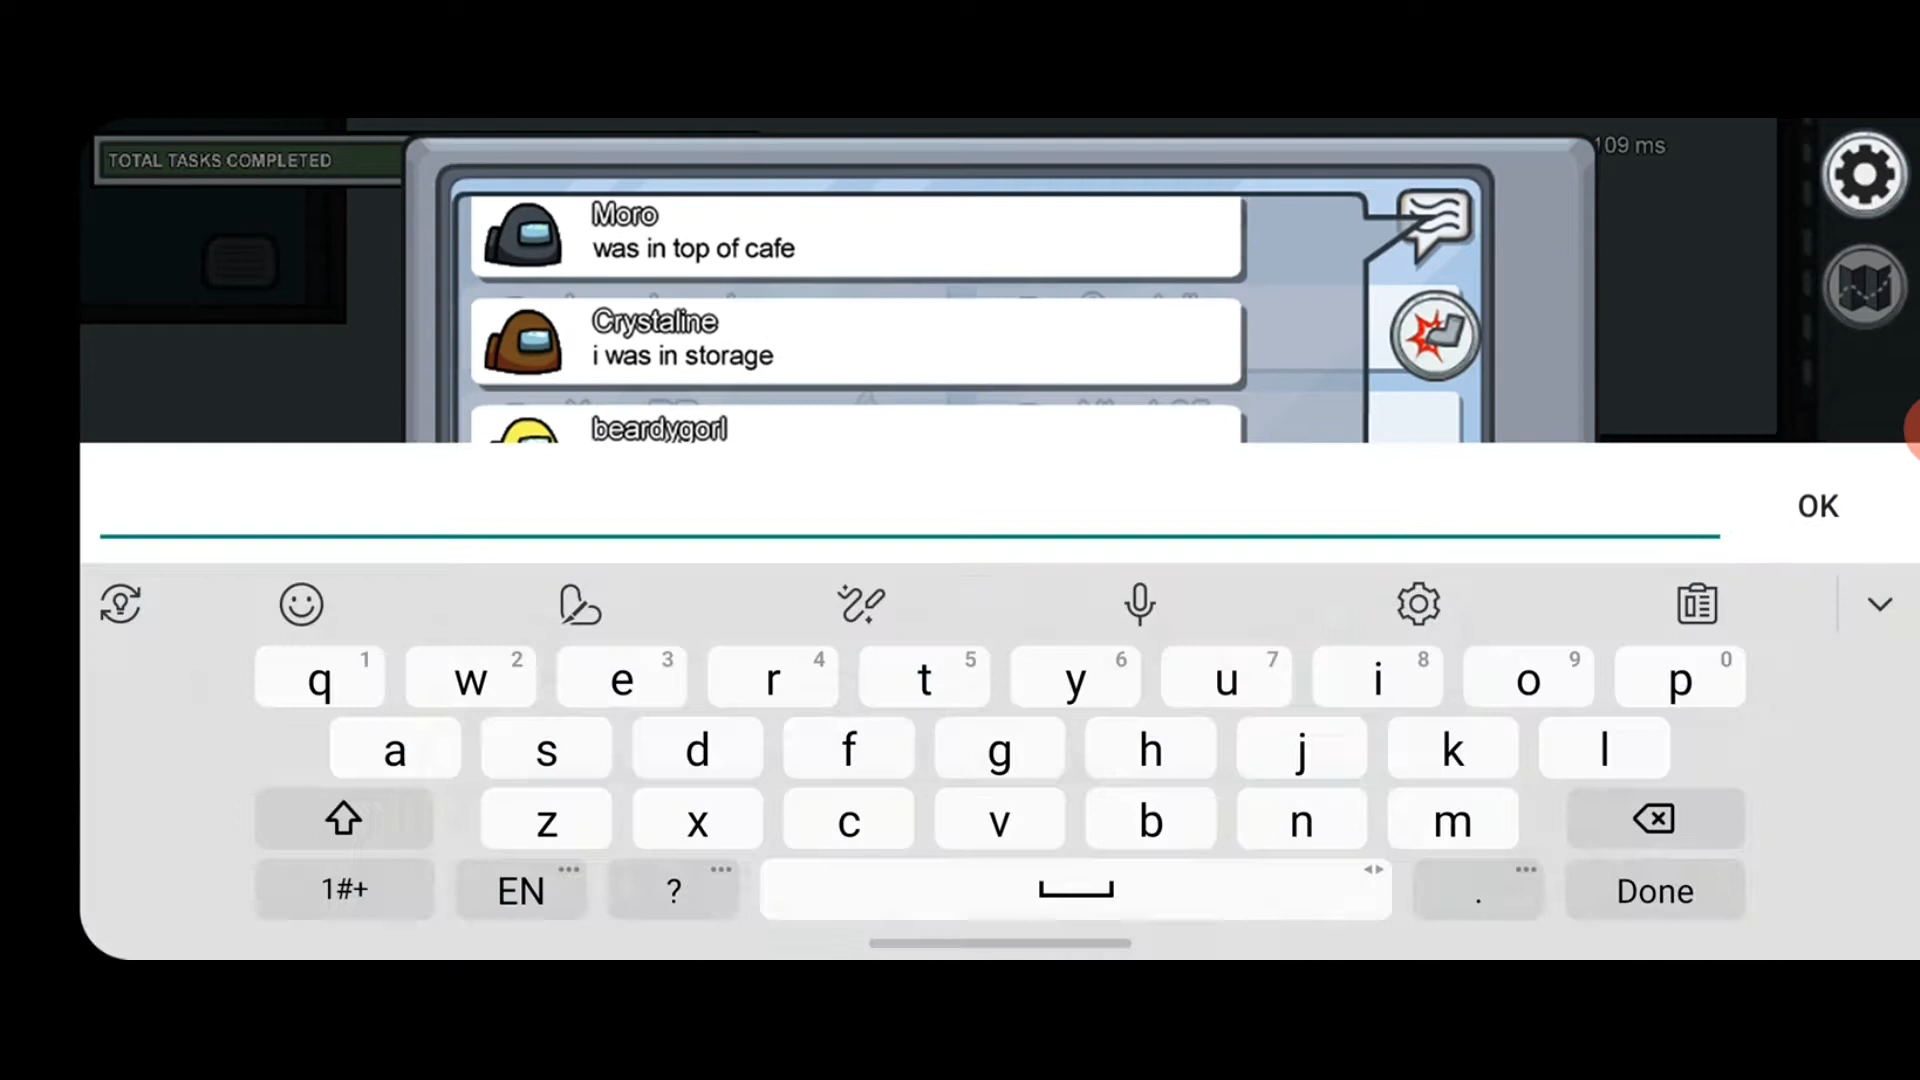 TOTAL TASKS COMPLETED
109 ms
Moro
was in top of cafe
Crystaline
i was in storage
beardygorl
OK
q 1 w 2 e 3 r 4 t 5 y 6 u 7 i 8 o 9 p 0
a s d f g h j k l
z x c v b n m
1#+ EN ? . Done